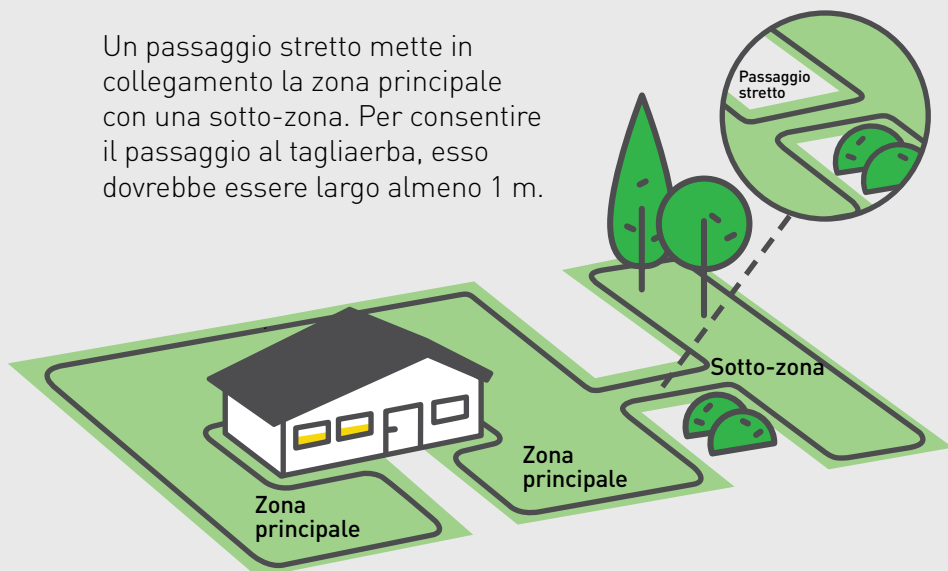 Un passaggio stretto mette in
collegamento la zona principale
con una sotto-zona. Per consentire
il passaggio al tagliaerba, esso
dovrebbe essere largo almeno 1 m.
Passaggio
stretto
Sotto-zona
Zona
principale
Zona
principale